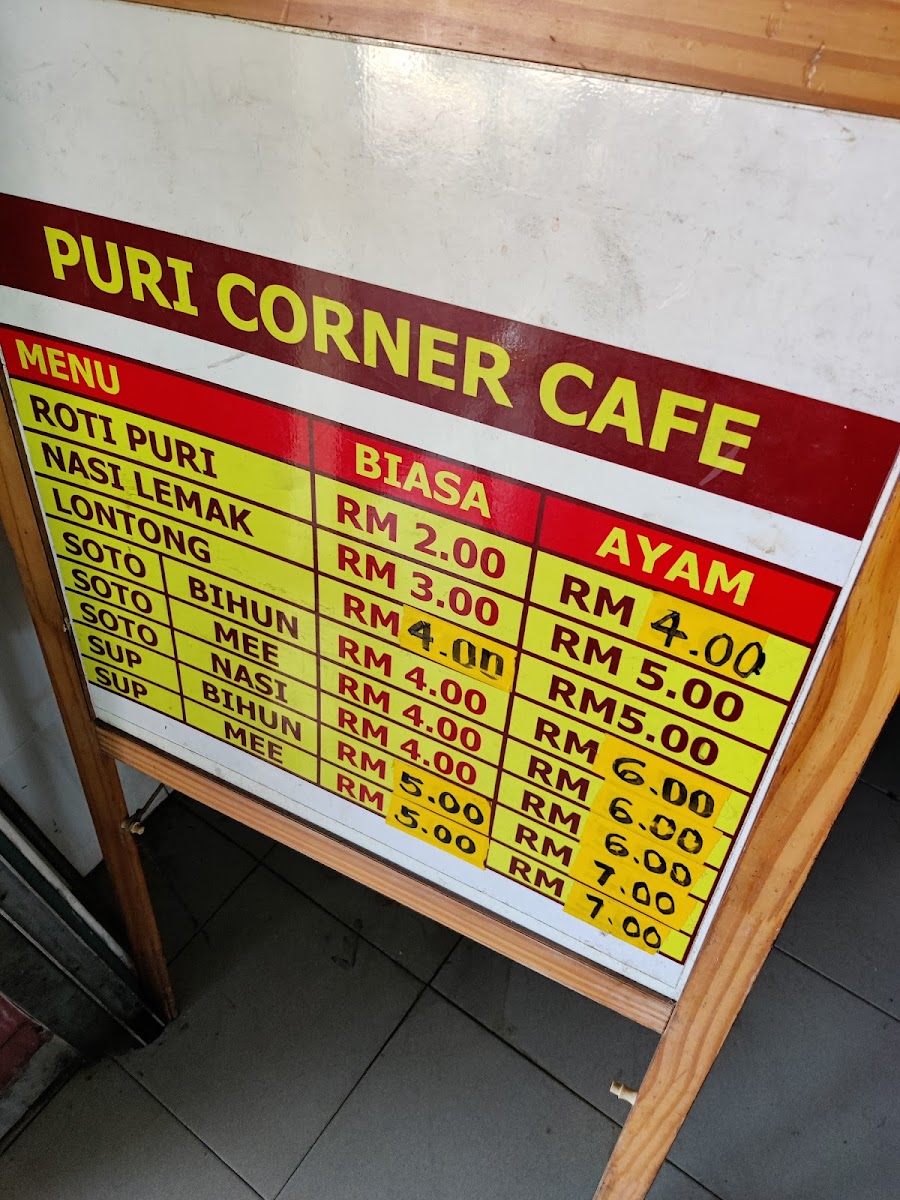 PURI CORNER CAFE
MENU BIASA AYAM
ROTI PURI RM 2.00 RM 4.00
NASI LEMAK RM 3.00 RM 5.00
LONTONG RM 4.00 RM5.00
SOTO BIHUN RM 4.00 RM 6.00
SOTO MEE RM 4.00 RM 6.00
SOTO NASI RM 4.00 RM 6.00
SUP BIHUN RM 5.00 RM 7.00
SUP MEE RM 5.00 RM 7.00